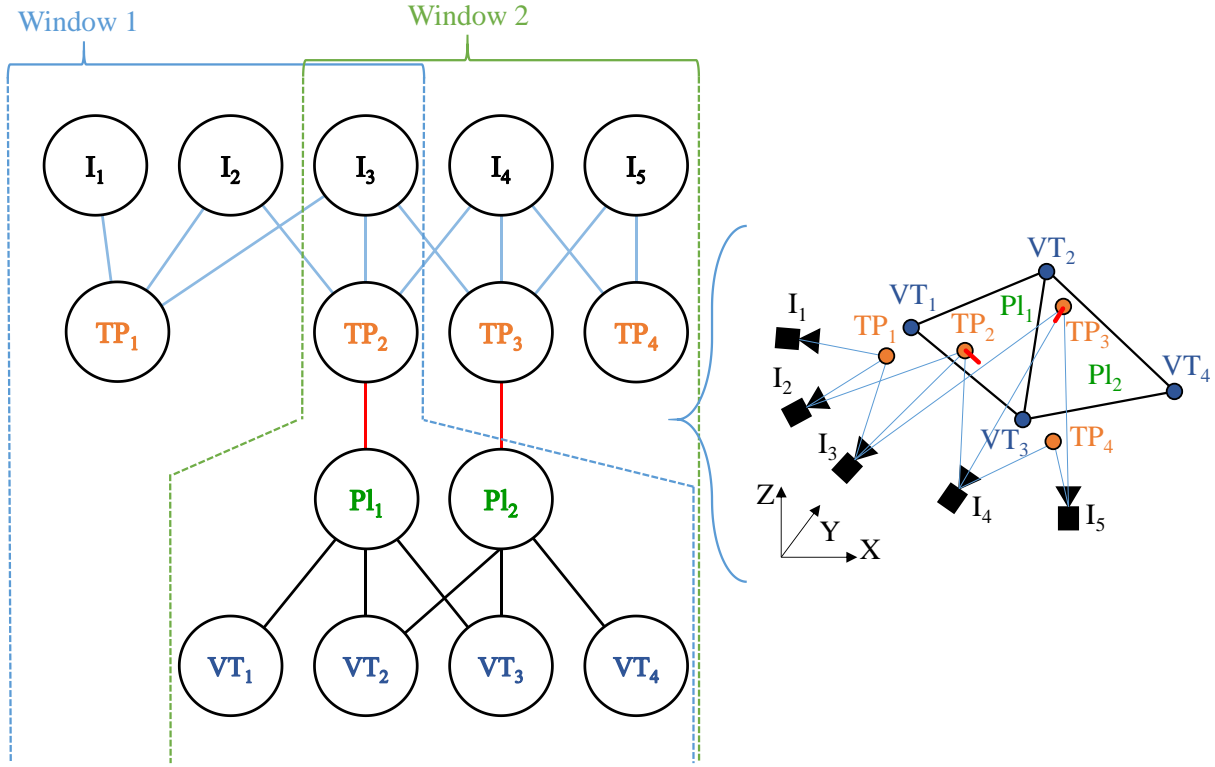 Window 1
Window 2
I₁ I₂ I₃ I₄ I₅
TP₁ TP₂ TP₃ TP₄
Pl₁ Pl₂
VT₁ VT₂ VT₃ VT₄
VT₂
VT₁
I₁
TP₁
TP₂
Pl₁
TP₃
VT₄
Pl₂
I₂
VT₃
TP₄
I₃
I₄
I₅
Z
Y
X